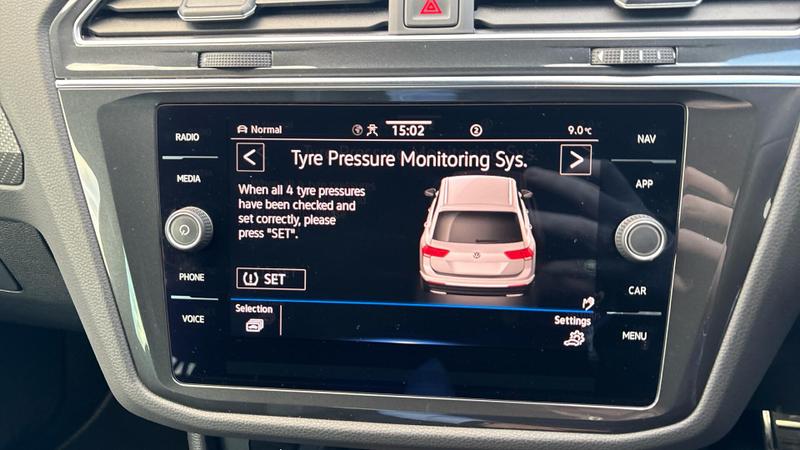 RADIO
MEDIA
PHONE
VOICE
Normal
15:02
2
9.0°C
< Tyre Pressure Monitoring Sys. >
When all 4 tyre pressures
have been checked and
set correctly, please
press "SET".
SET
Selection
Settings
NAV
APP
CAR
MENU